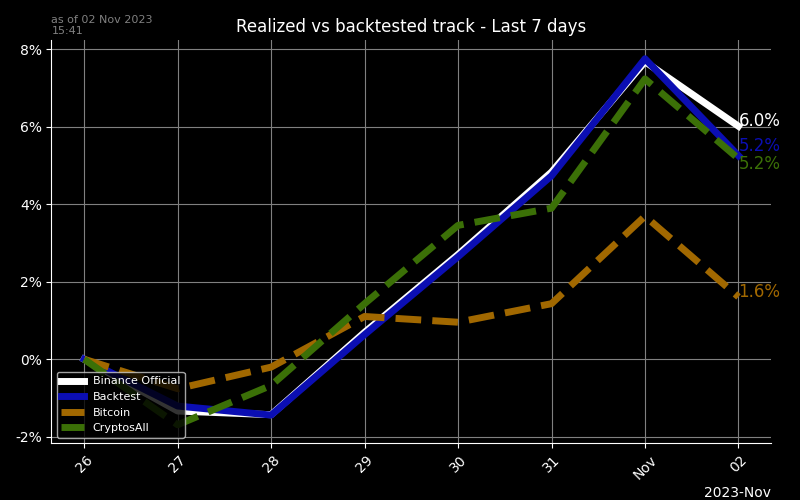 as of 02 Nov 2023
15:41
Realized vs backtested track - Last 7 days
8%
6%
4%
2%
0%
-2%
6.0%
5.2%
5.2%
1.6%
Binance Official
Backtest
Bitcoin
CryptosAll
26
27
28
29
30
31
Nov
02
2023-Nov